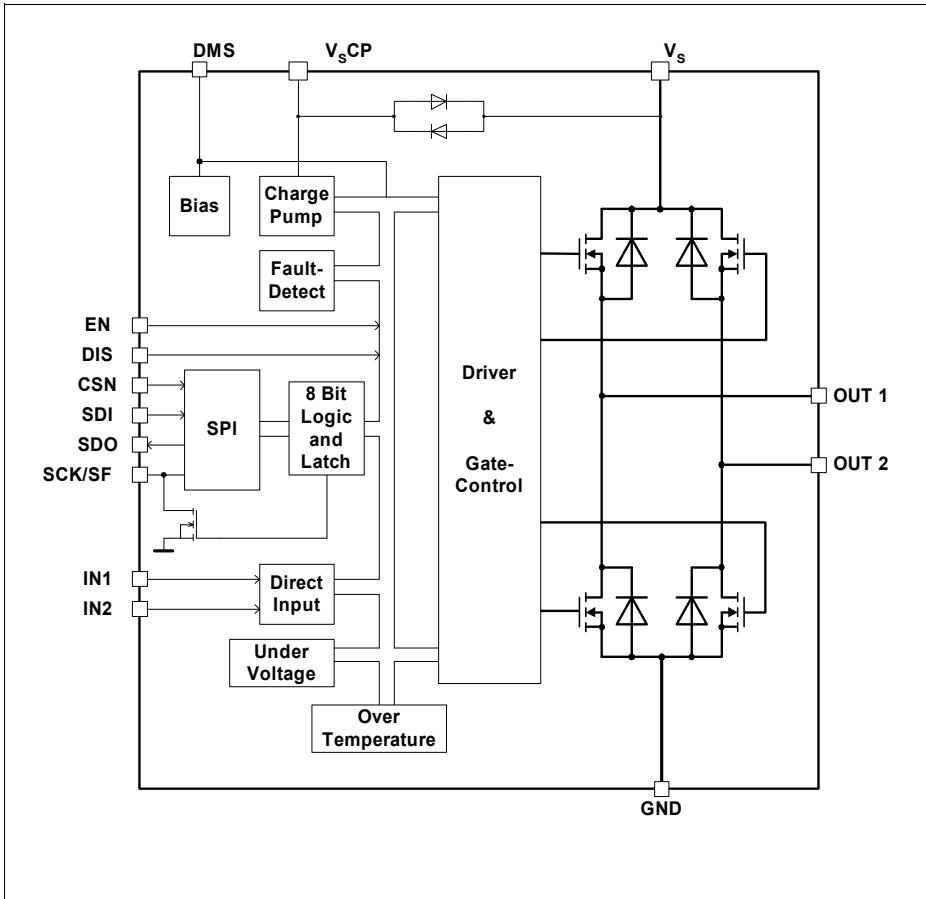 DMS
VSCP
VS
Bias
Charge
Pump
Fault-
Detect
EN
DIS
CSN
SDI
SDO
SCK/SF
SPI
8 Bit
Logic
and
Latch
Driver
&
Gate-
Control
OUT 1
OUT 2
IN1
IN2
Direct
Input
Under
Voltage
Over
Temperature
GND